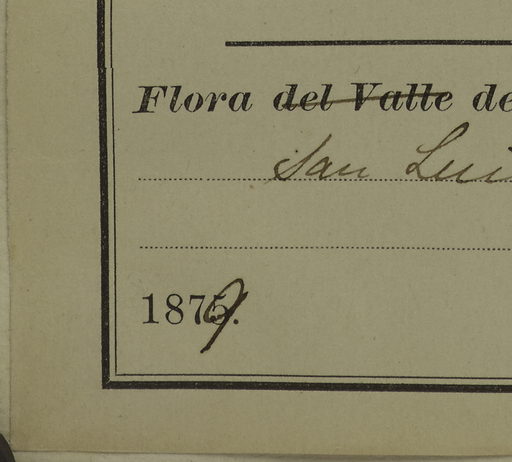 Flora del Valle de
San Lui
1879.